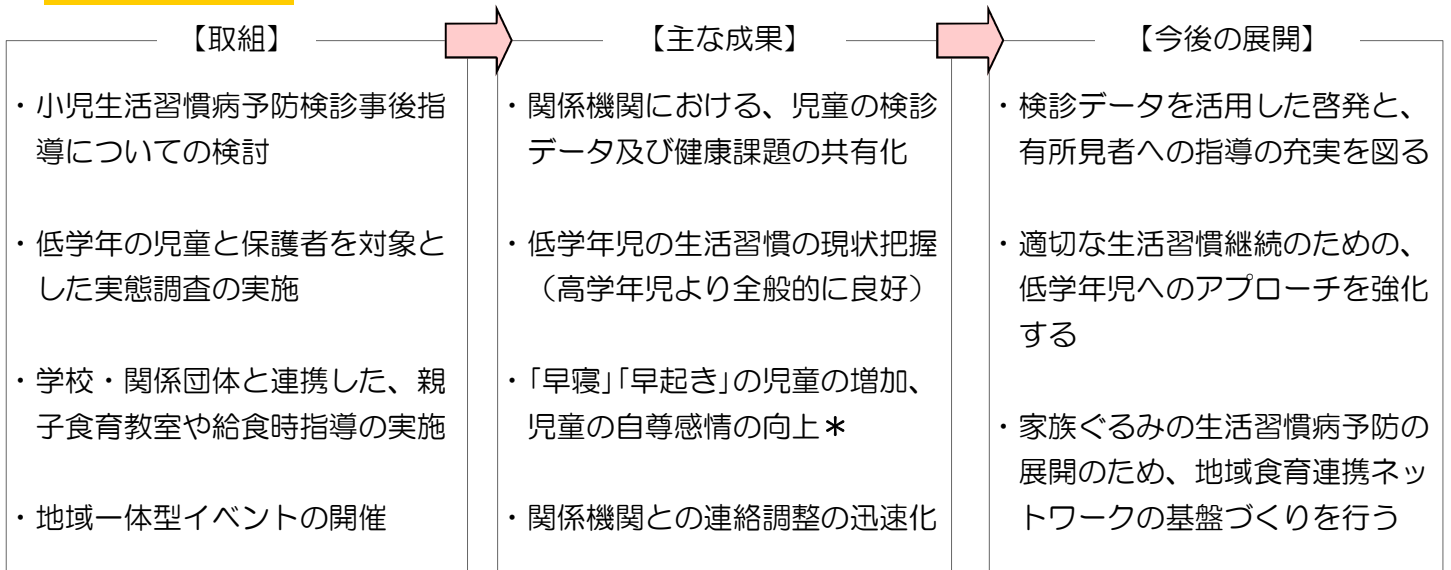 【取組】
・小児生活習慣病予防検診事後指
導についての検討
・低学年の児童と保護者を対象と
した実態調査の実施
・学校・関係団体と連携した、親
子食育教室や給食時指導の実施
・地域一体型イベントの開催
【主な成果】
・関係機関における、児童の検診
データ及び健康課題の共有化
・低学年児の生活習慣の現状把握
（高学年児より全般的に良好）
・「早寝」「早起き」の児童の増加、
児童の自尊感情の向上＊
・関係機関との連絡調整の迅速化
【今後の展開】
・検診データを活用した啓発と、
有所見者への指導の充実を図る
・適切な生活習慣継続のための、
低学年児へのアプローチを強化
する
・家族ぐるみの生活習慣病予防の
展開のため、地域食育連携ネッ
トワークの基盤づくりを行う